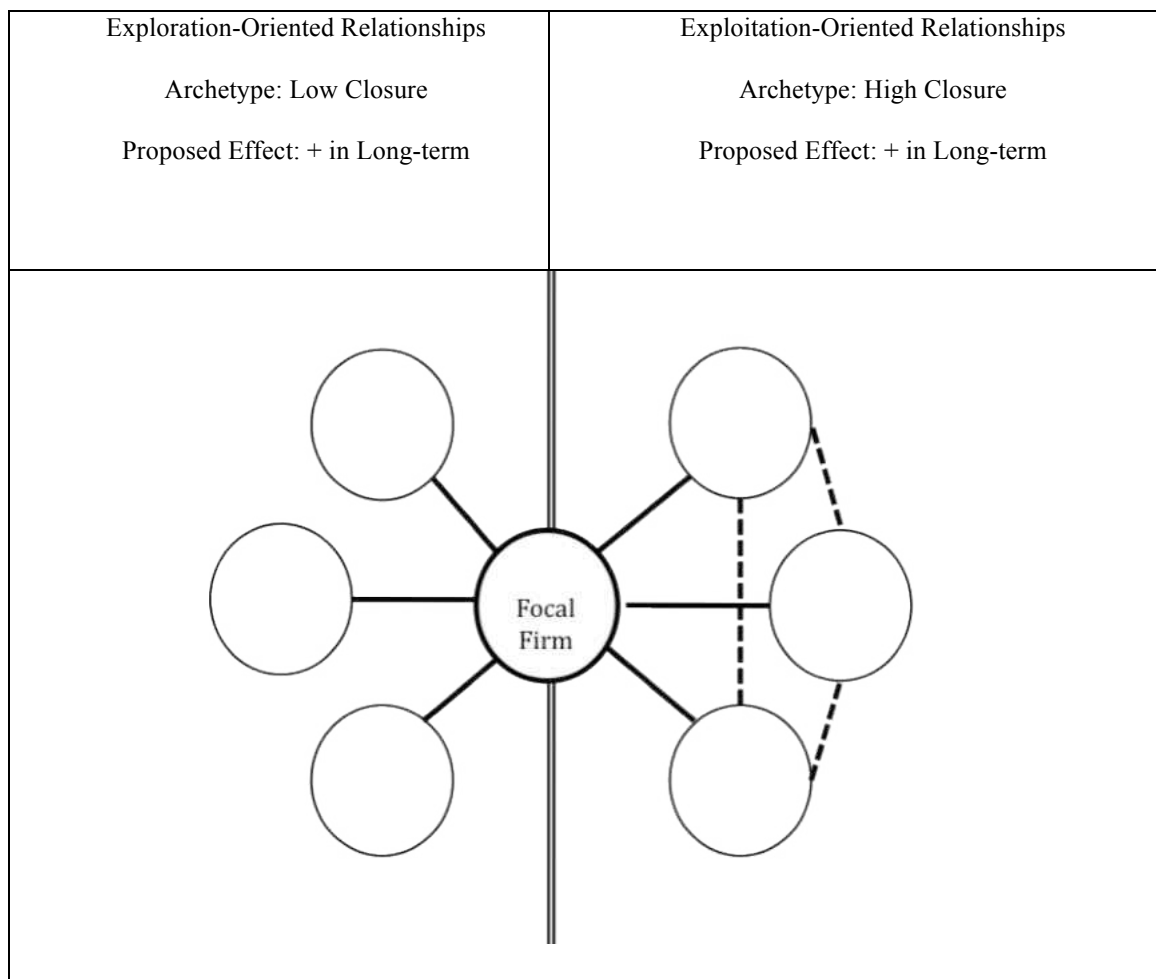 Exploration-Oriented Relationships
Archetype: Low Closure
Proposed Effect: + in Long-term
Exploitation-Oriented Relationships
Archetype: High Closure
Proposed Effect: + in Long-term
Focal
Firm